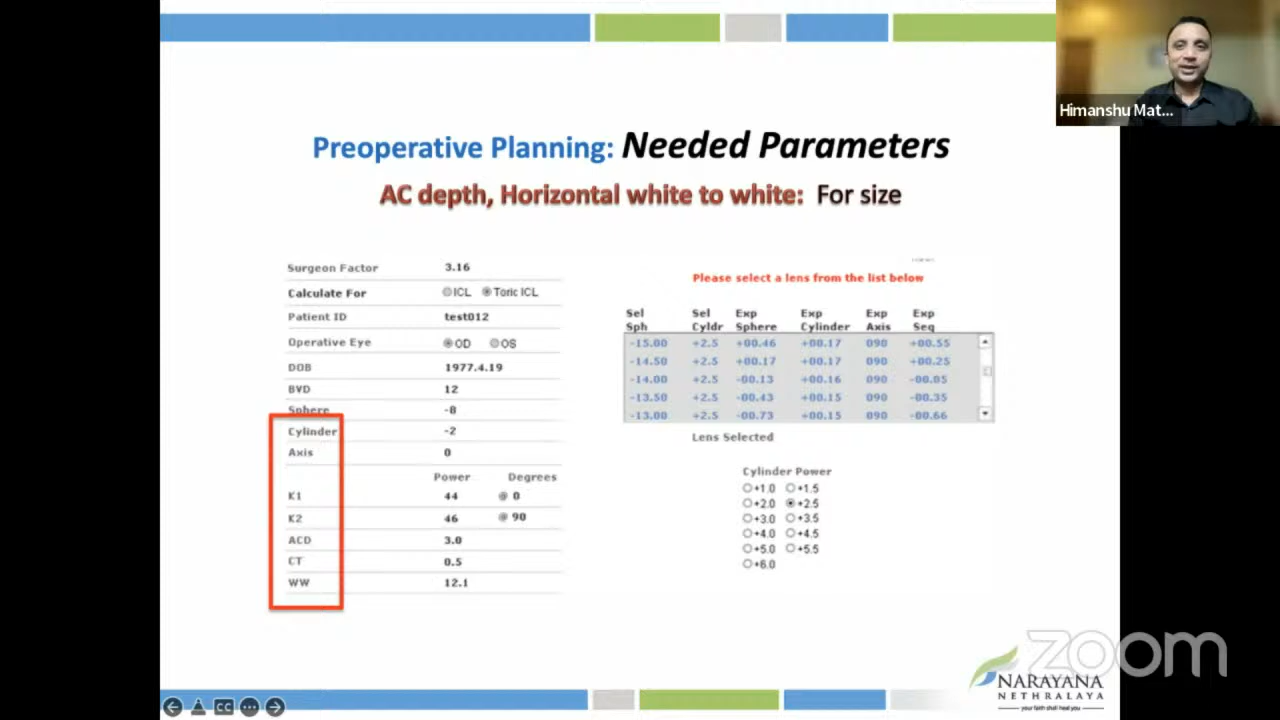 Himanshu Mat...
Preoperative Planning: Needed Parameters
AC depth, Horizontal white to white: For size
Surgeon Factor 3.16
Calculate For ICL Toric ICL
Patient ID test012
Operative Eye OD OS
DOB 1977.4.19
BVD 12
Sphere -8
Cylinder -2
Axis 0
Power Degrees
K1 44 @ 0
K2 46 @ 90
ACD 3.0
CT 0.5
WW 12.1
Please select a lens from the list below
Sel Sel Exp Exp Exp Exp
Sph Cyldr Sphere Cylinder Axis Seq
-15.00 +2.5 +00.46 +00.17 090 +00.55
-14.50 +2.5 +00.17 +00.17 090 +00.25
-14.00 +2.5 -00.13 +00.16 090 -00.05
-13.50 +2.5 -00.43 +00.15 090 -00.35
-13.00 +2.5 -00.73 +00.15 090 -00.66
Lens Selected
Cylinder Power
+1.0 +1.5
+2.0 +2.5
+3.0 +3.5
+4.0 +4.5
+5.0 +5.5
+6.0
zoom
NARAYANA
NETHRALAYA
your faith shall heal you
CC